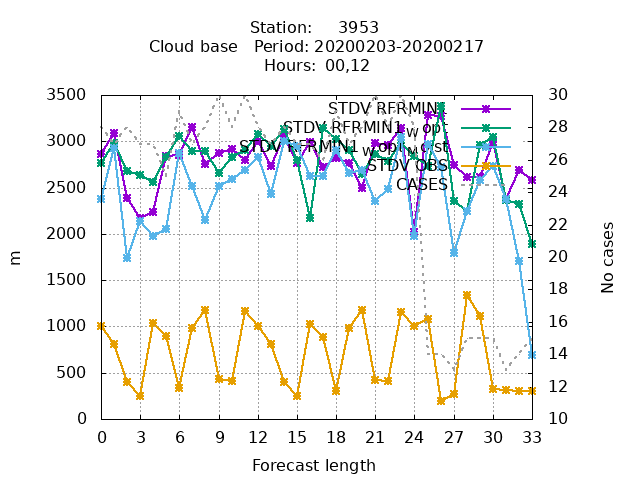 Station: 3953
Cloud base Period: 20200203-20200217
Hours: 00,12
3500
3000
2500
2000
1500
1000
500
0
m
30
28
26
24
22
20
18
16
14
12
10
No cases
STDV RFRMIN1
STDV RFRMIN1_W opt
STDV OBS
CASES
0 3 6 9 12 15 18 21 24 27 30 33
Forecast length